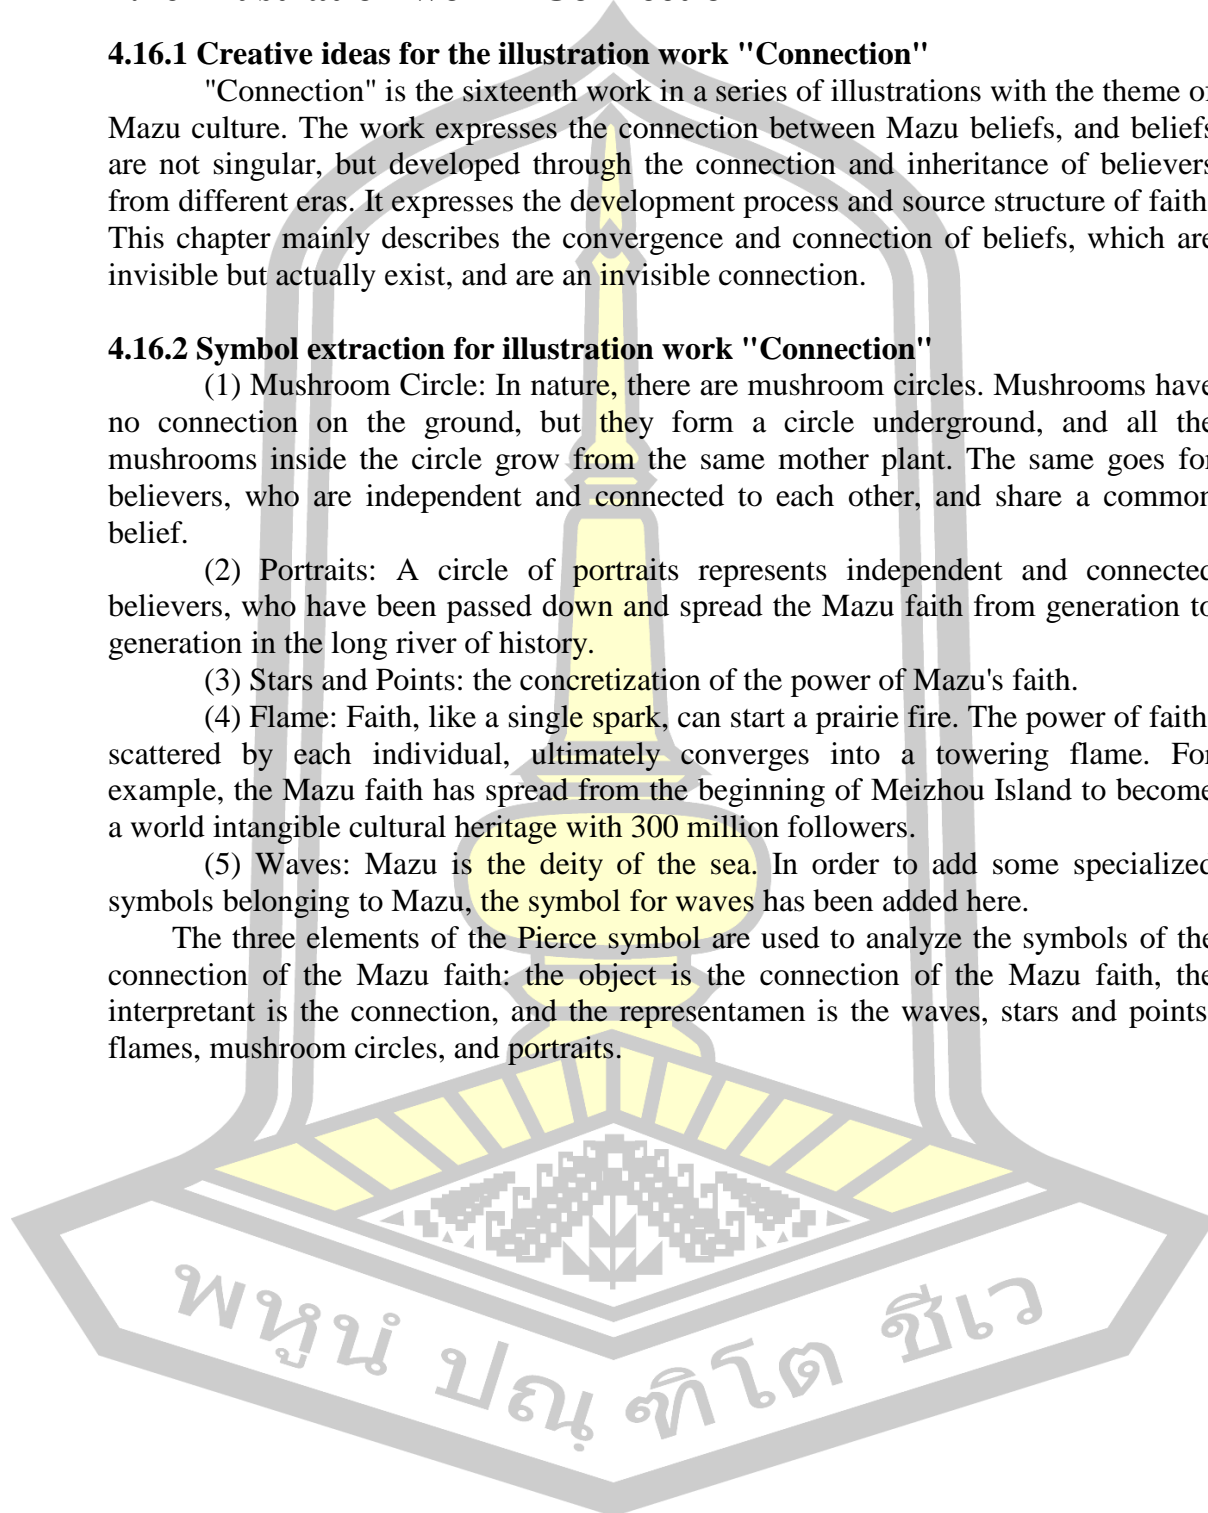 4.16.1 Creative ideas for the illustration work "Connection"
"Connection" is the sixteenth work in a series of illustrations with the theme of
Mazu culture. The work expresses the connection between Mazu beliefs, and beliefs
are not singular, but developed through the connection and inheritance of believers
from different eras. It expresses the development process and source structure of faith
This chapter mainly describes the convergence and connection of beliefs, which are
invisible but actually exist, and are an invisible connection.
4.16.2 Symbol extraction for illustration work "Connection"
(1) Mushroom Circle: In nature, there are mushroom circles. Mushrooms have
no connection on the ground, but they form a circle underground, and all the
mushrooms inside the circle grow from the same mother plant. The same goes for
believers, who are independent and connected to each other, and share a common
belief.
(2) Portraits: A circle of portraits represents independent and connected
believers, who have been passed down and spread the Mazu faith from generation to
generation in the long river of history.
(3) Stars and Points: the concretization of the power of Mazu's faith.
(4) Flame: Faith, like a single spark, can start a prairie fire. The power of faith
scattered by each individual, ultimately converges into a towering flame. For
example, the Mazu faith has spread from the beginning of Meizhou Island to become
a world intangible cultural heritage with 300 million followers.
(5) Waves: Mazu is the deity of the sea. In order to add some specialized
symbols belonging to Mazu, the symbol for waves has been added here.
The three elements of the Pierce symbol are used to analyze the symbols of the
connection of the Mazu faith: the object is the connection of the Mazu faith, the
interpretant is the connection, and the representamen is the waves, stars and points
flames, mushroom circles, and portraits.
พหูนํ ปณฺฑิโต ชีเว